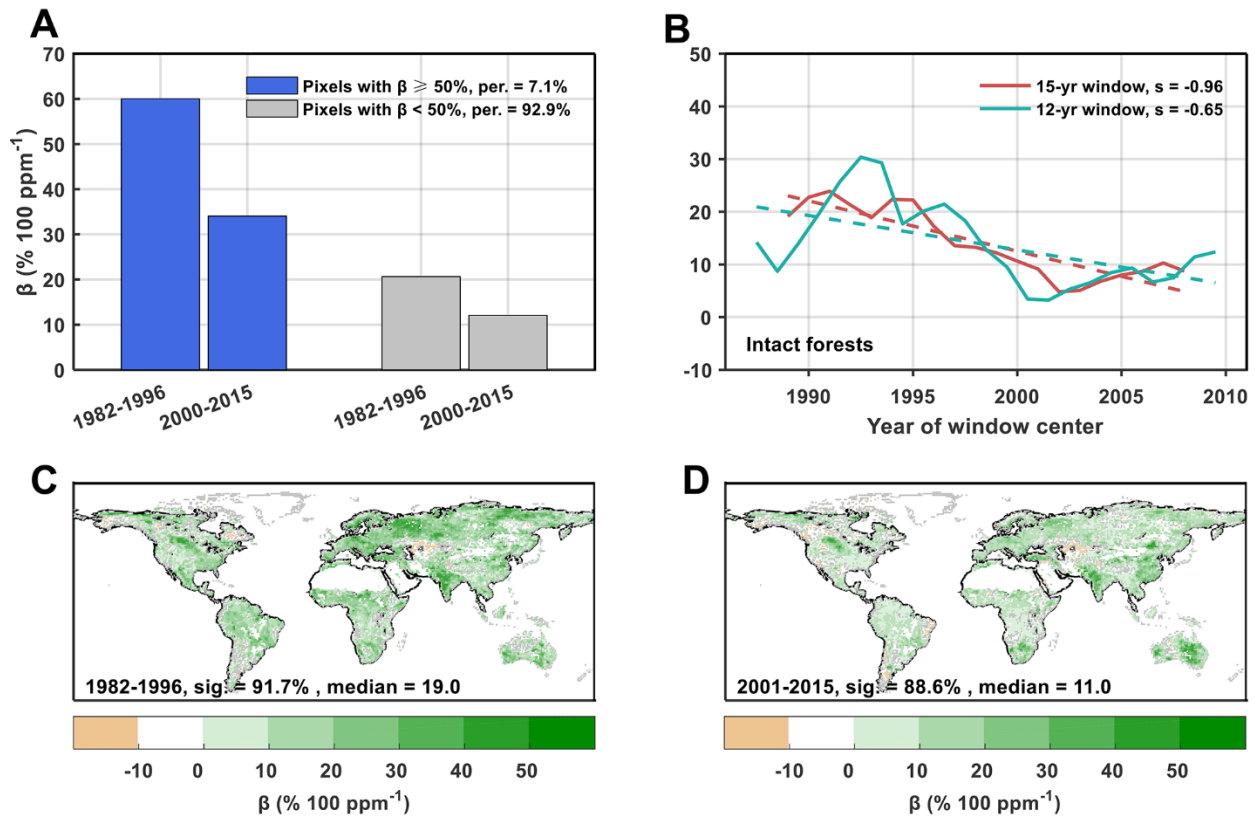 A
70
60
50
40
30
20
10
0
β (% 100 ppm⁻¹)
Pixels with β ⩾ 50%, per. = 7.1%
Pixels with β < 50%, per. = 92.9%
1982-1996
2000-2015
1982-1996
2000-2015
B
50
40
30
20
10
0
-10
15-yr window, s = -0.96
12-yr window, s = -0.65
Intact forests
1990 1995 2000 2005 2010
Year of window center
C
1982-1996, sig. = 91.7% , median = 19.0
-10 0 10 20 30 40 50
β (% 100 ppm⁻¹)
D
2001-2015, sig. = 88.6% , median = 11.0
-10 0 10 20 30 40 50
β (% 100 ppm⁻¹)